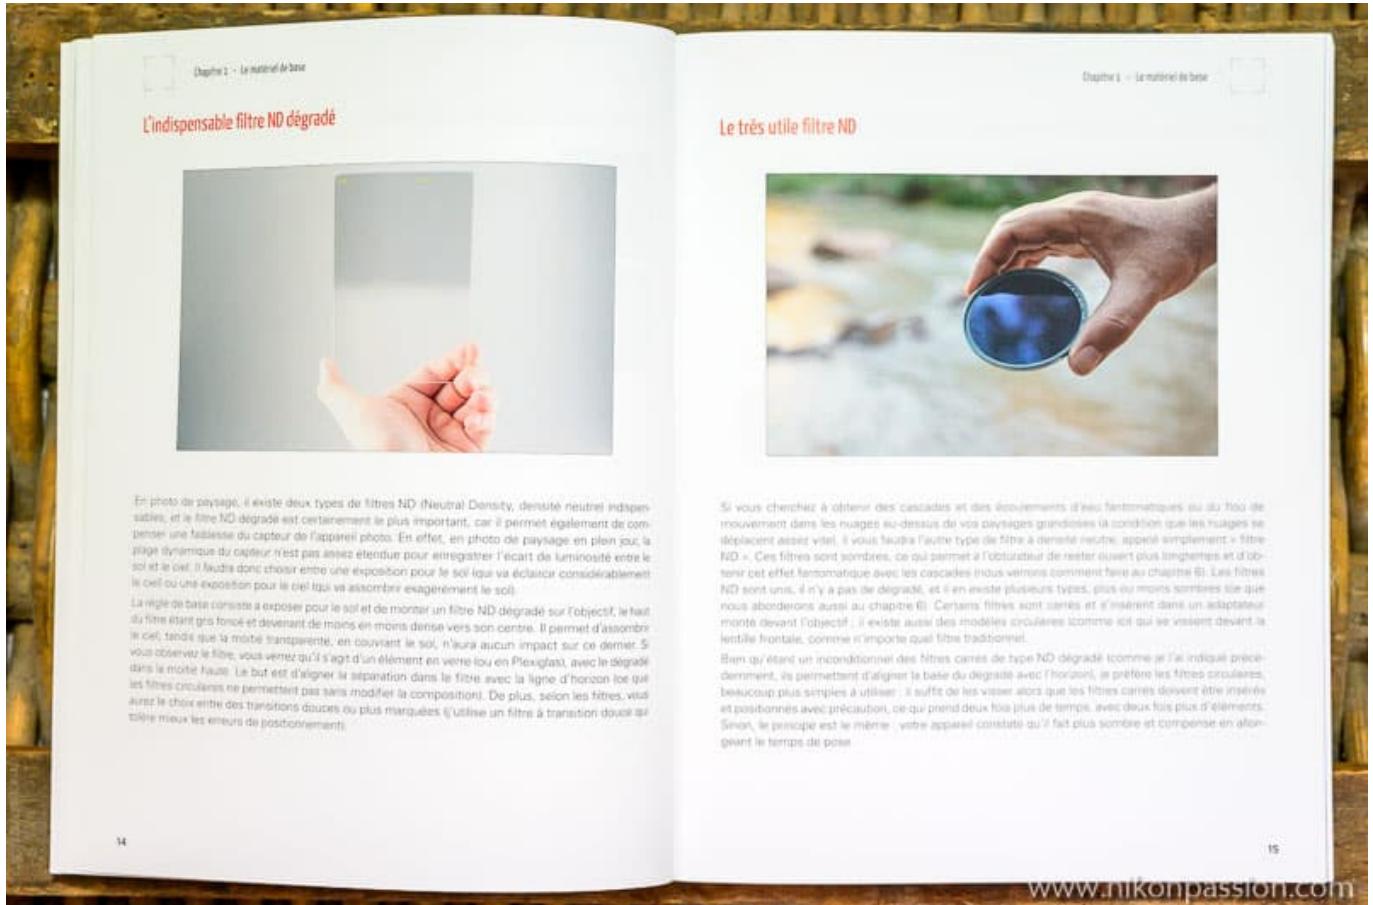 Chapitre 1 - Le matériel de base
L'indispensable filtre ND dégradé
En photo de paysage, il existe deux types de filtres ND (Neutral Density, densité neutre) indispen-
sables, et le filtre ND dégradé est certainement le plus important, car il permet également de com-
penser une faiblesse du capteur de l'appareil photo. En effet, en photo de paysage en plein jour, la
plage dynamique du capteur n'est pas assez étendue pour enregistrer l'écart de luminosité entre le
sol et le ciel. Il faudra donc choisir entre une exposition pour le sol (qui va éclaircir considérablement
le ciel) ou une exposition pour le ciel (qui va assombrir exagérément le sol).
La règle de base consiste à exposer pour le sol et de monter un filtre ND dégradé sur l'objectif, le haut
du filtre étant gris foncé et devenant de moins en moins dense vers son centre. Il permet d'assombrir
le ciel, tandis que la moitié transparente, en couvrant le sol, n'aura aucun impact sur ce dernier. Si
vous observez le filtre, vous verrez qu'il s'agit d'un élément en verre (ou en Plexiglas), avec le dégradé
dans la moitié haute. Le but est d'aligner la séparation dans le filtre avec la ligne d'horizon (ce que
les filtres circulaires ne permettent pas sans modifier la composition). De plus, selon les filtres, vous
aurez le choix entre des transitions douces ou plus marquées (j'utilise un filtre à transition douce qui
tolère mieux les erreurs de positionnement).
14
Chapitre 1 - Le matériel de base
Le très utile filtre ND
Si vous cherchez à obtenir des cascades et des écoulements d'eau fantomatiques ou du flou de
mouvement dans les nuages au-dessus de vos paysages grandioses (à condition que les nuages se
déplacent assez vite), il vous faudra l'autre type de filtre à densité neutre, appelé simplement « filtre
ND ». Ces filtres sont sombres, ce qui permet à l'obturateur de rester ouvert plus longtemps et d'ob-
tenir cet effet fantomatique avec les cascades (nous verrons comment faire au chapitre 6). Les filtres
ND sont unis, il n'y a pas de dégradé, et il en existe plusieurs types, plus ou moins sombres (ce que
nous aborderons aussi au chapitre 6). Certains filtres sont carrés et s'insèrent dans un adaptateur
monté devant l'objectif ; il existe aussi des modèles circulaires (comme ici) qui se vissent devant la
lentille frontale, comme n'importe quel filtre traditionnel.
Bien qu'étant un inconditionnel des filtres carrés de type ND dégradé (comme je l'ai indiqué précé-
demment, ils permettent d'aligner la base du dégradé avec l'horizon), je préfère les filtres circulaires,
beaucoup plus simples à utiliser : il suffit de les visser alors que les filtres carrés doivent être insérés
et positionnés avec précaution, ce qui prend deux fois plus de temps, avec deux fois plus d'éléments.
Sinon, le principe est le même : votre appareil constate qu'il fait plus sombre et compense en allon-
geant le temps de pose.
15
www.nikonpassion.com